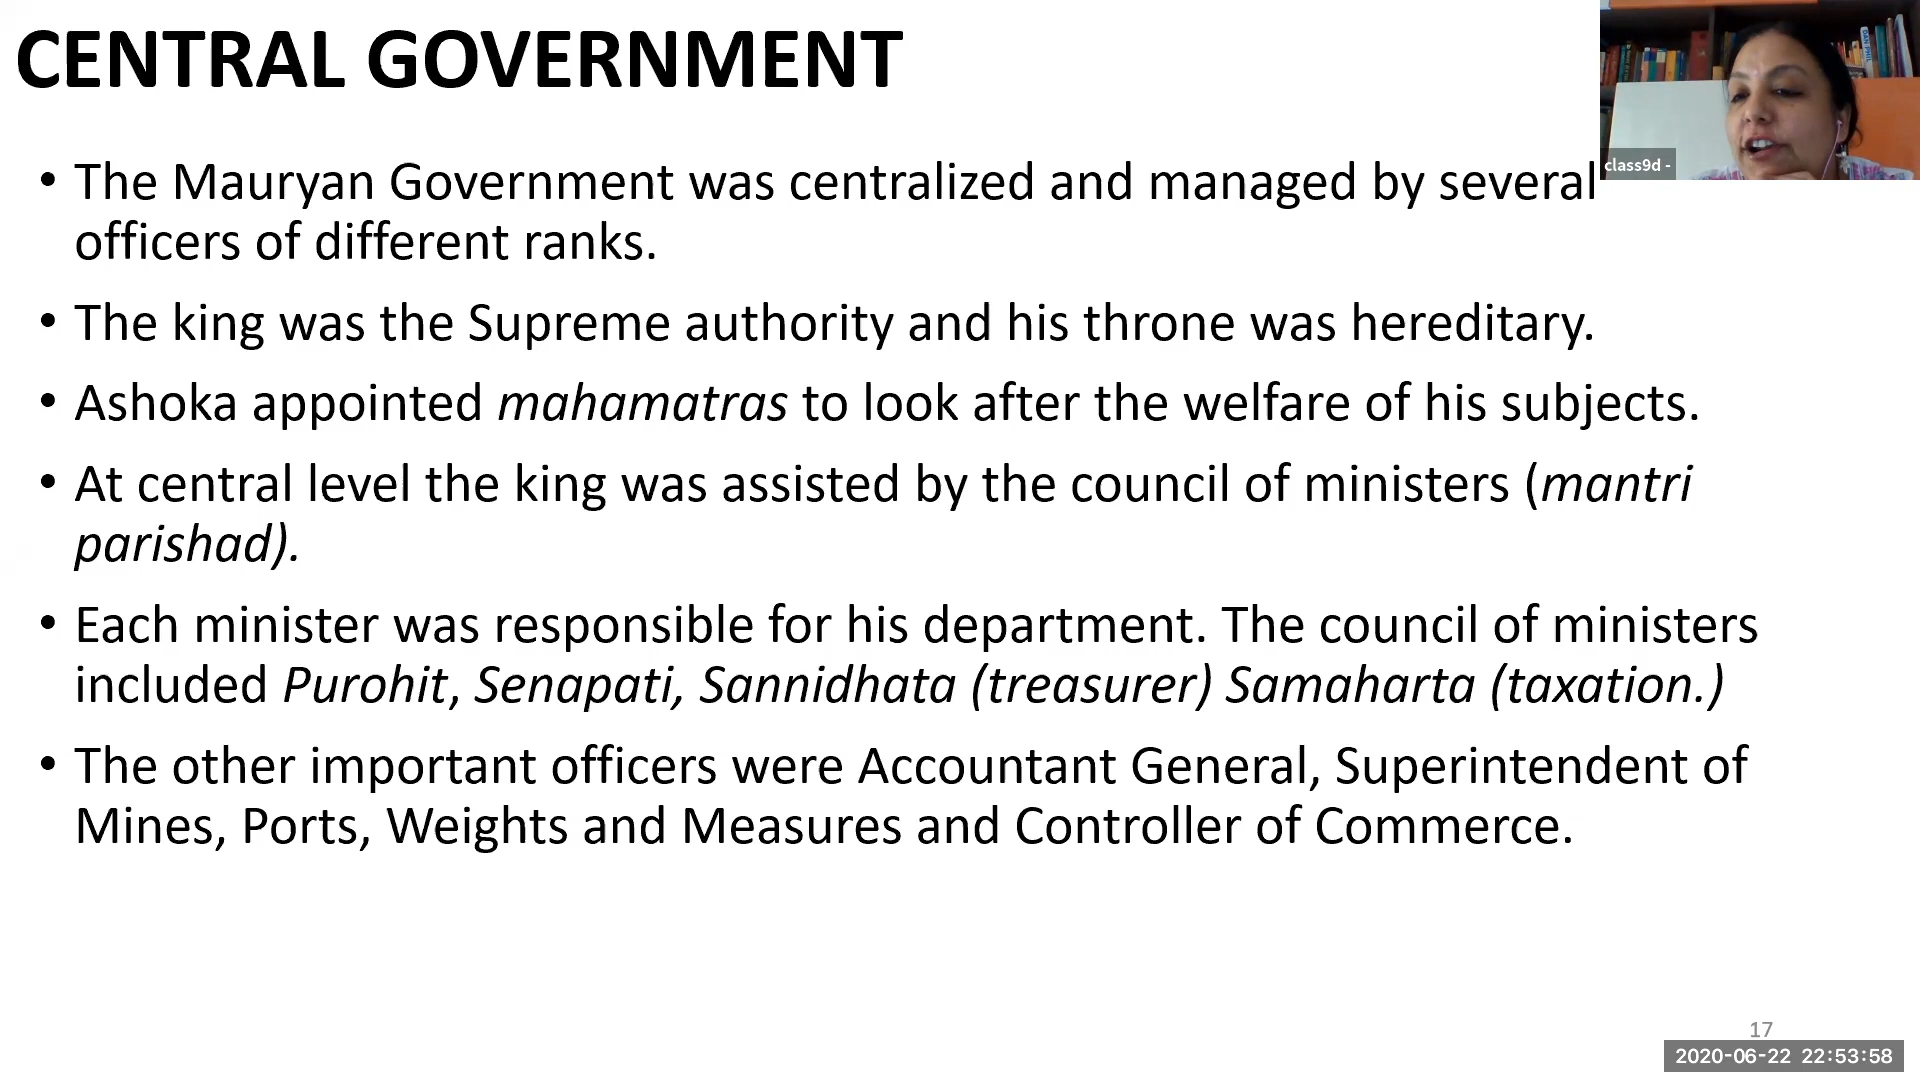 CENTRAL GOVERNMENT
class9d -
• The Mauryan Government was centralized and managed by several
officers of different ranks.
• The king was the Supreme authority and his throne was hereditary.
• Ashoka appointed mahamatras to look after the welfare of his subjects.
• At central level the king was assisted by the council of ministers (mantri
parishad).
• Each minister was responsible for his department. The council of ministers
included Purohit, Senapati, Sannidhata (treasurer) Samaharta (taxation.)
• The other important officers were Accountant General, Superintendent of
Mines, Ports, Weights and Measures and Controller of Commerce.
17
2020-06-22 22:53:58